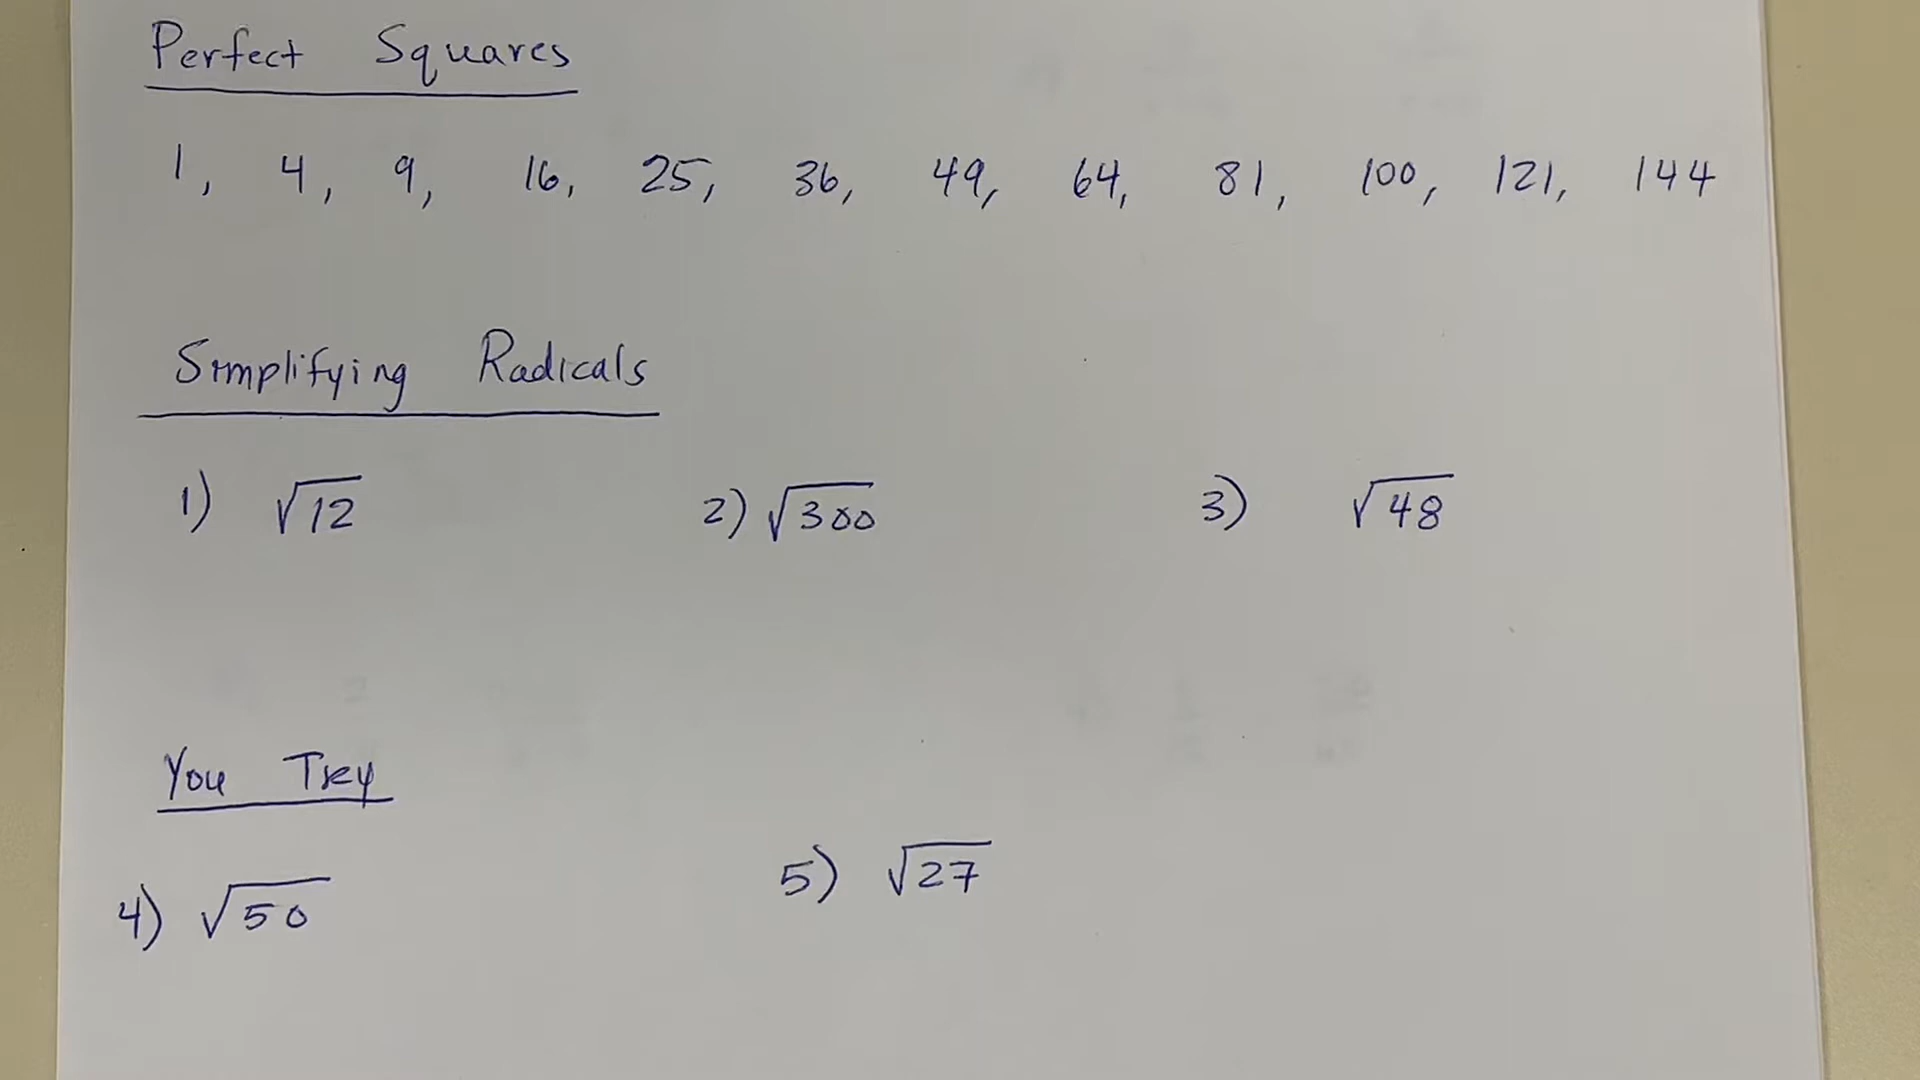 Perfect Squares
1, 4, 9, 16, 25, 36, 49, 64, 81, 100, 121, 144
Simplifying Radicals
1) √12 2) √300 3) √48
You Try
4) √50 5) √27